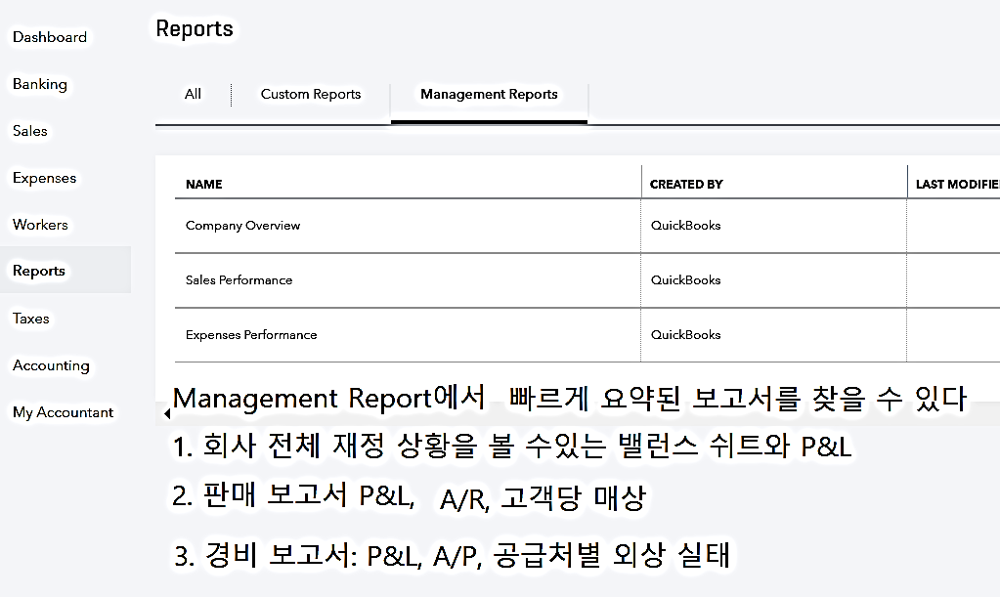 Reports
Dashboard
Banking
Sales
Expenses
Workers
Reports
Taxes
Accounting
My Accountant
All Custom Reports Management Reports
NAME CREATED BY LAST MODIFIE
Company Overview QuickBooks
Sales Performance QuickBooks
Expenses Performance QuickBooks
Management Report에서 빠르게 요약된 보고서를 찾을 수 있다
1. 회사 전체 재정 상황을 볼 수있는 밸런스 쉬트와 P&L
2. 판매 보고서 P&L, A/R, 고객당 매상
3. 경비 보고서: P&L, A/P, 공급처별 외상 실태